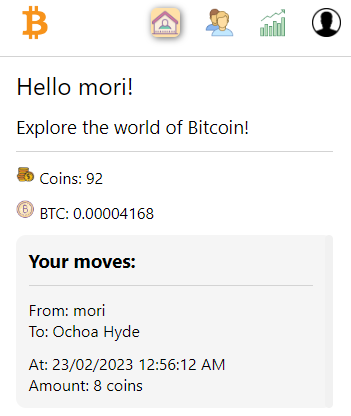 Hello mori!
Explore the world of Bitcoin!
Coins: 92
BTC: 0.00004168
Your moves:
From: mori
To: Ochoa Hyde
At: 23/02/2023 12:56:12 AM
Amount: 8 coins